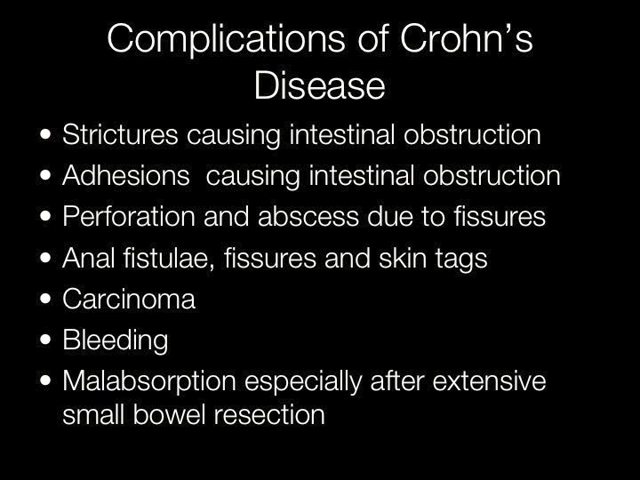 Complications of Crohn's
Disease
• Strictures causing intestinal obstruction
• Adhesions  causing intestinal obstruction
• Perforation and abscess due to fissures
• Anal fistulae, fissures and skin tags
• Carcinoma
• Bleeding
• Malabsorption especially after extensive
small bowel resection